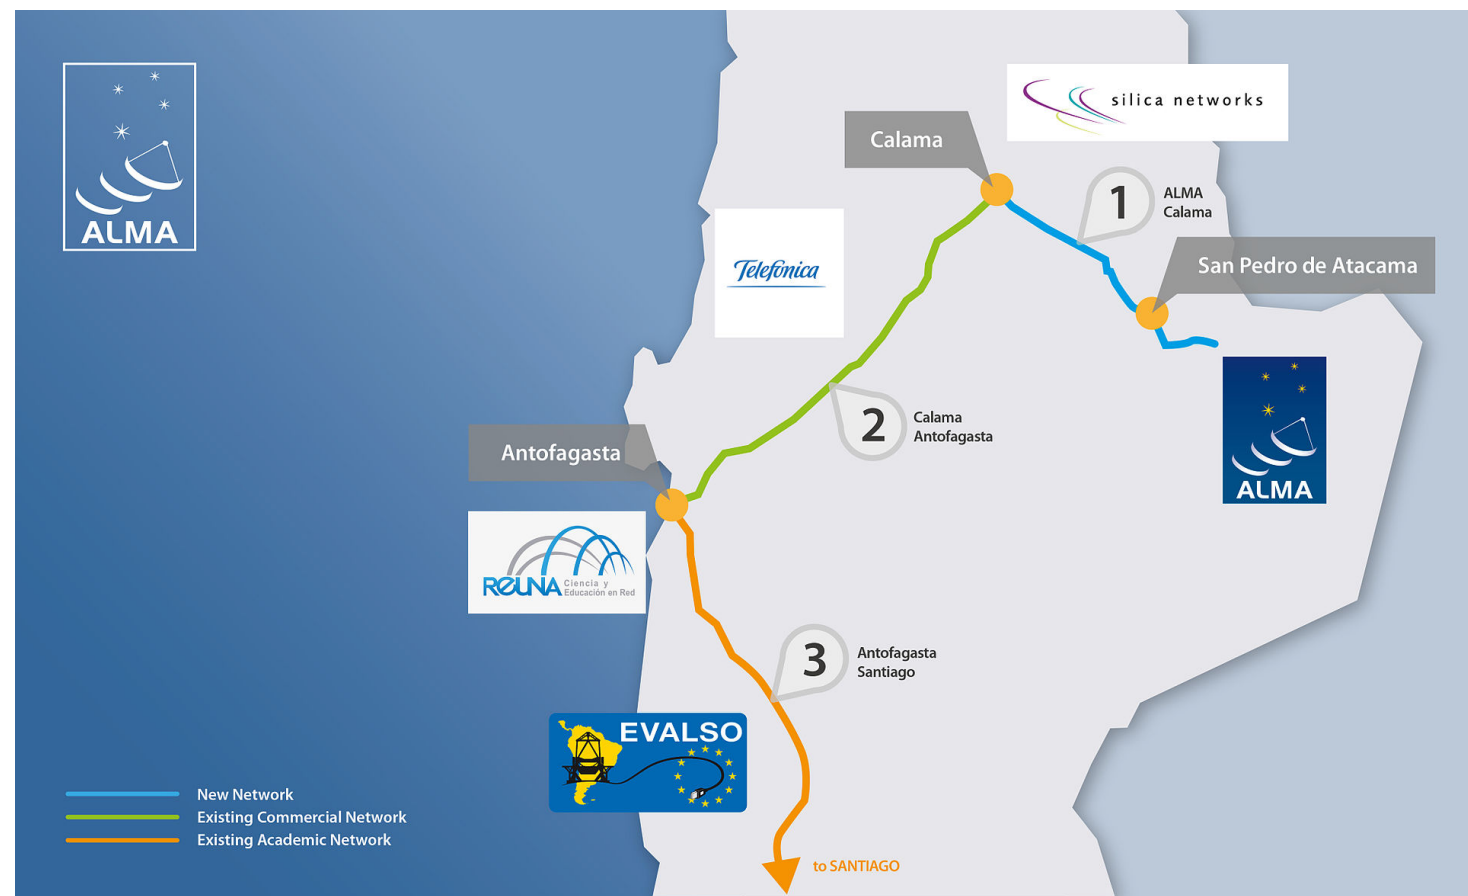 ALMA
silica networks
Calama
1
ALMA
Calama
San Pedro de Atacama
Telefónica
2
Calama
Antofagasta
ALMA
Antofagasta
REUNA
Ciencia y
Educación en Red
3
Antofagasta
Santiago
EVALSO
New Network
Existing Commercial Network
Existing Academic Network
to SANTIAGO